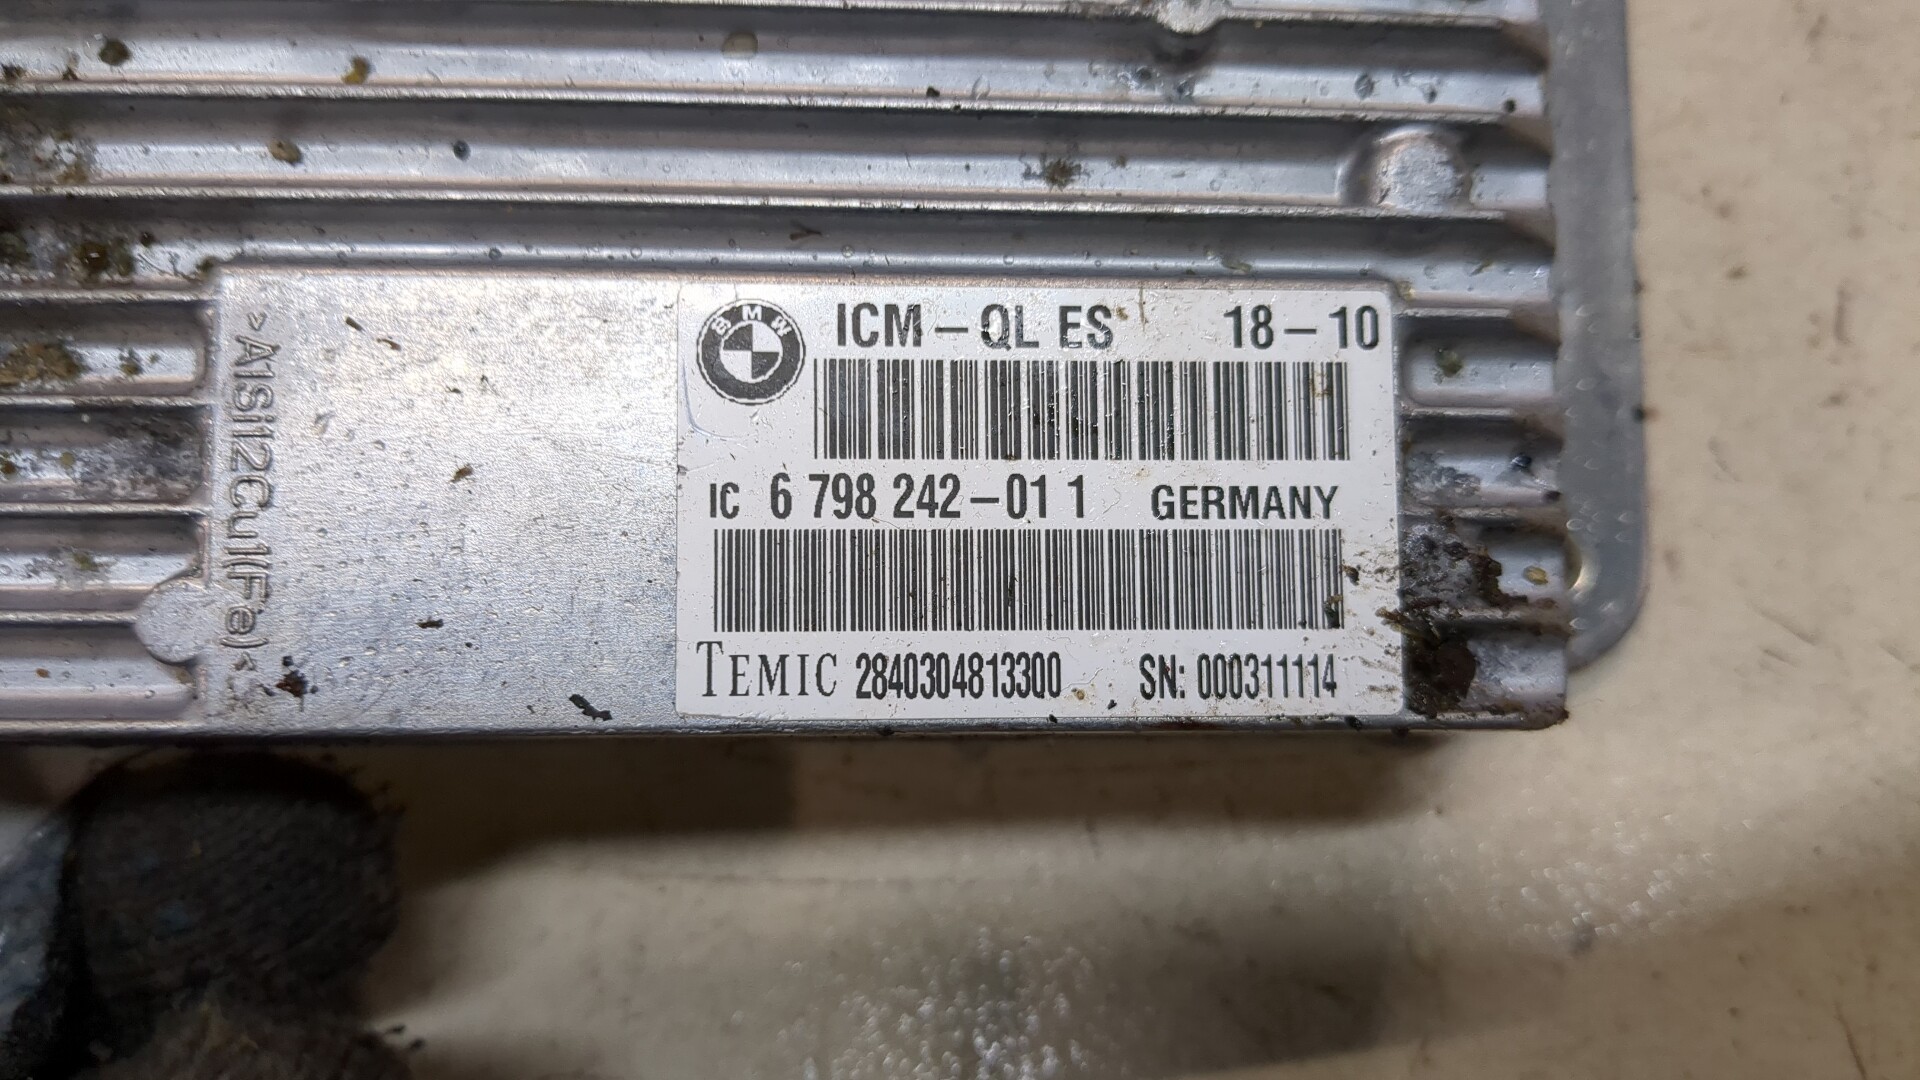 BMW
ICM – QL ES 18 – 10
IC 6 798 242 – 01 1 GERMANY
TEMIC 2840304813300 SN: 000311114
>AlSi12Cu1(Fe)<